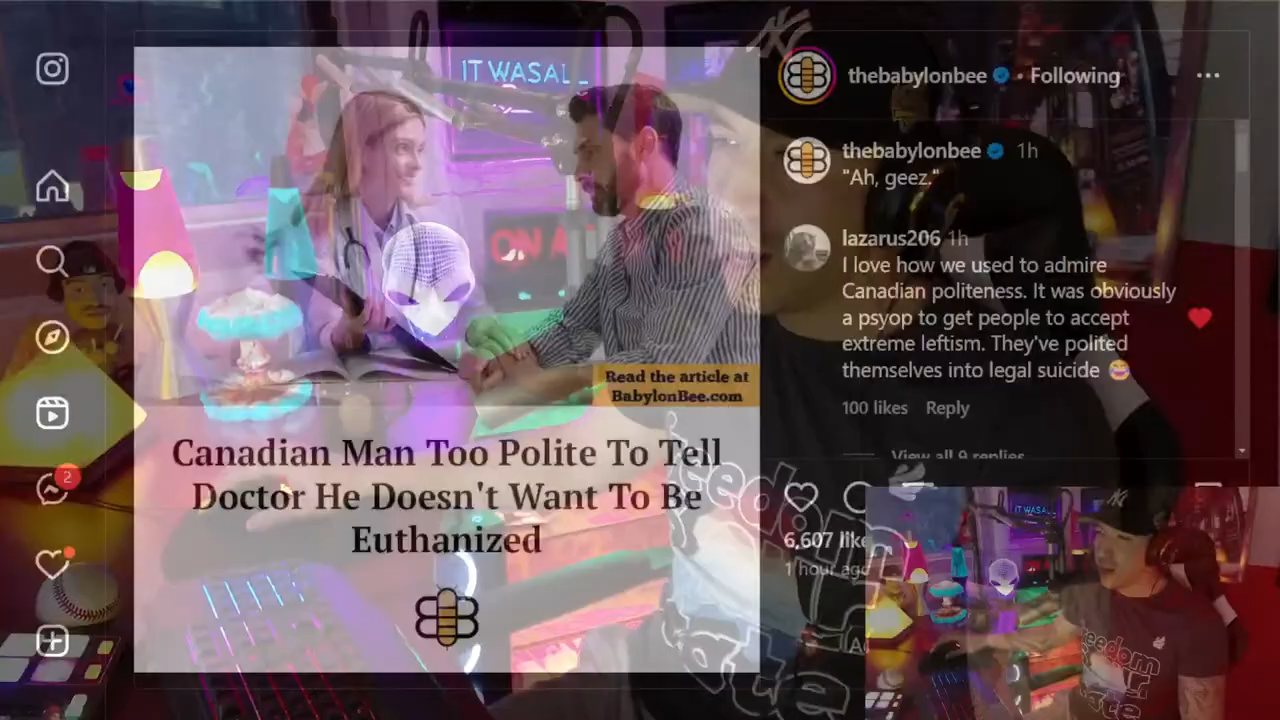 IT WASAL
thebabylonbee • Following
thebabylonbee 1h
"Ah, geez."
lazarus206 1h
I love how we used to admire
Canadian politeness. It was obviously
a psyop to get people to accept
extreme leftism. They've polited
themselves into legal suicide 😂
100 likes Reply
View all 9 replies
ON A
Read the article at
BabylonBee.com
Canadian Man Too Polite To Tell
Doctor He Doesn't Want To Be
Euthanized
2
6,607 like
1 hour ago
IT WASAL